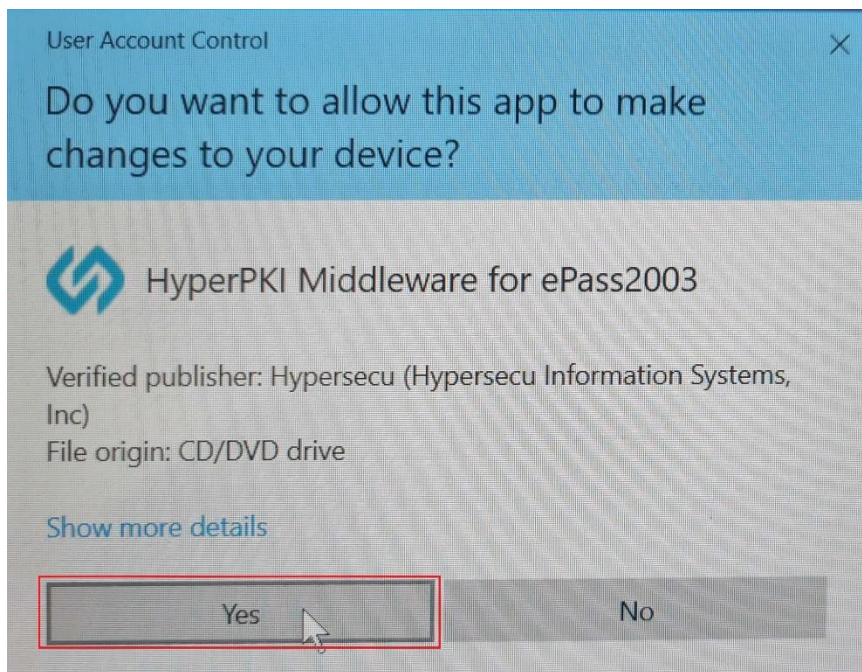 User Account Control
Do you want to allow this app to make
changes to your device?
HyperPKI Middleware for ePass2003
Verified publisher: Hypersecu (Hypersecu Information Systems,
Inc)
File origin: CD/DVD drive
Show more details
Yes
No